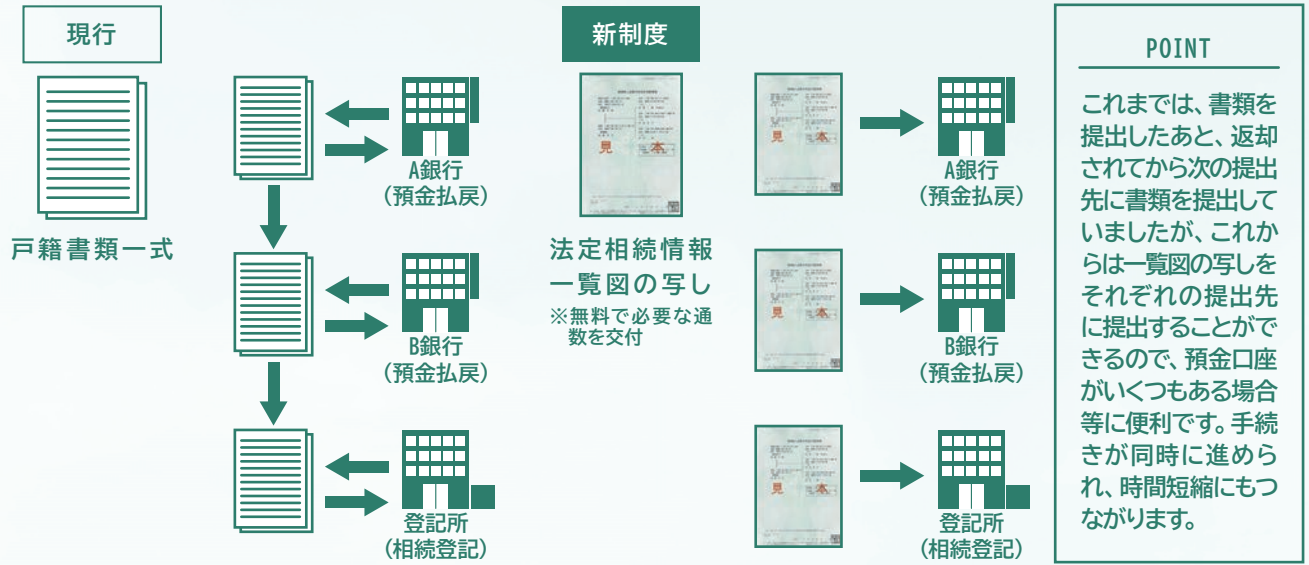 現行
戸籍書類一式
A銀行
(預金払戻)
B銀行
(預金払戻)
登記所
(相続登記)
新制度
見本
法定相続情報
一覧図の写し
※無料で必要な通
数を交付
見本
A銀行
(預金払戻)
見本
B銀行
(預金払戻)
見本
登記所
(相続登記)
POINT
これまでは、書類を
提出したあと、返却
されてから次の提出
先に書類を提出して
いましたが、これか
らは一覧図の写しを
それぞれの提出先
に提出することがで
きるので、預金口座
がいくつもある場合
等に便利です。手続
きが同時に進めら
れ、時間短縮にもつ
ながります。